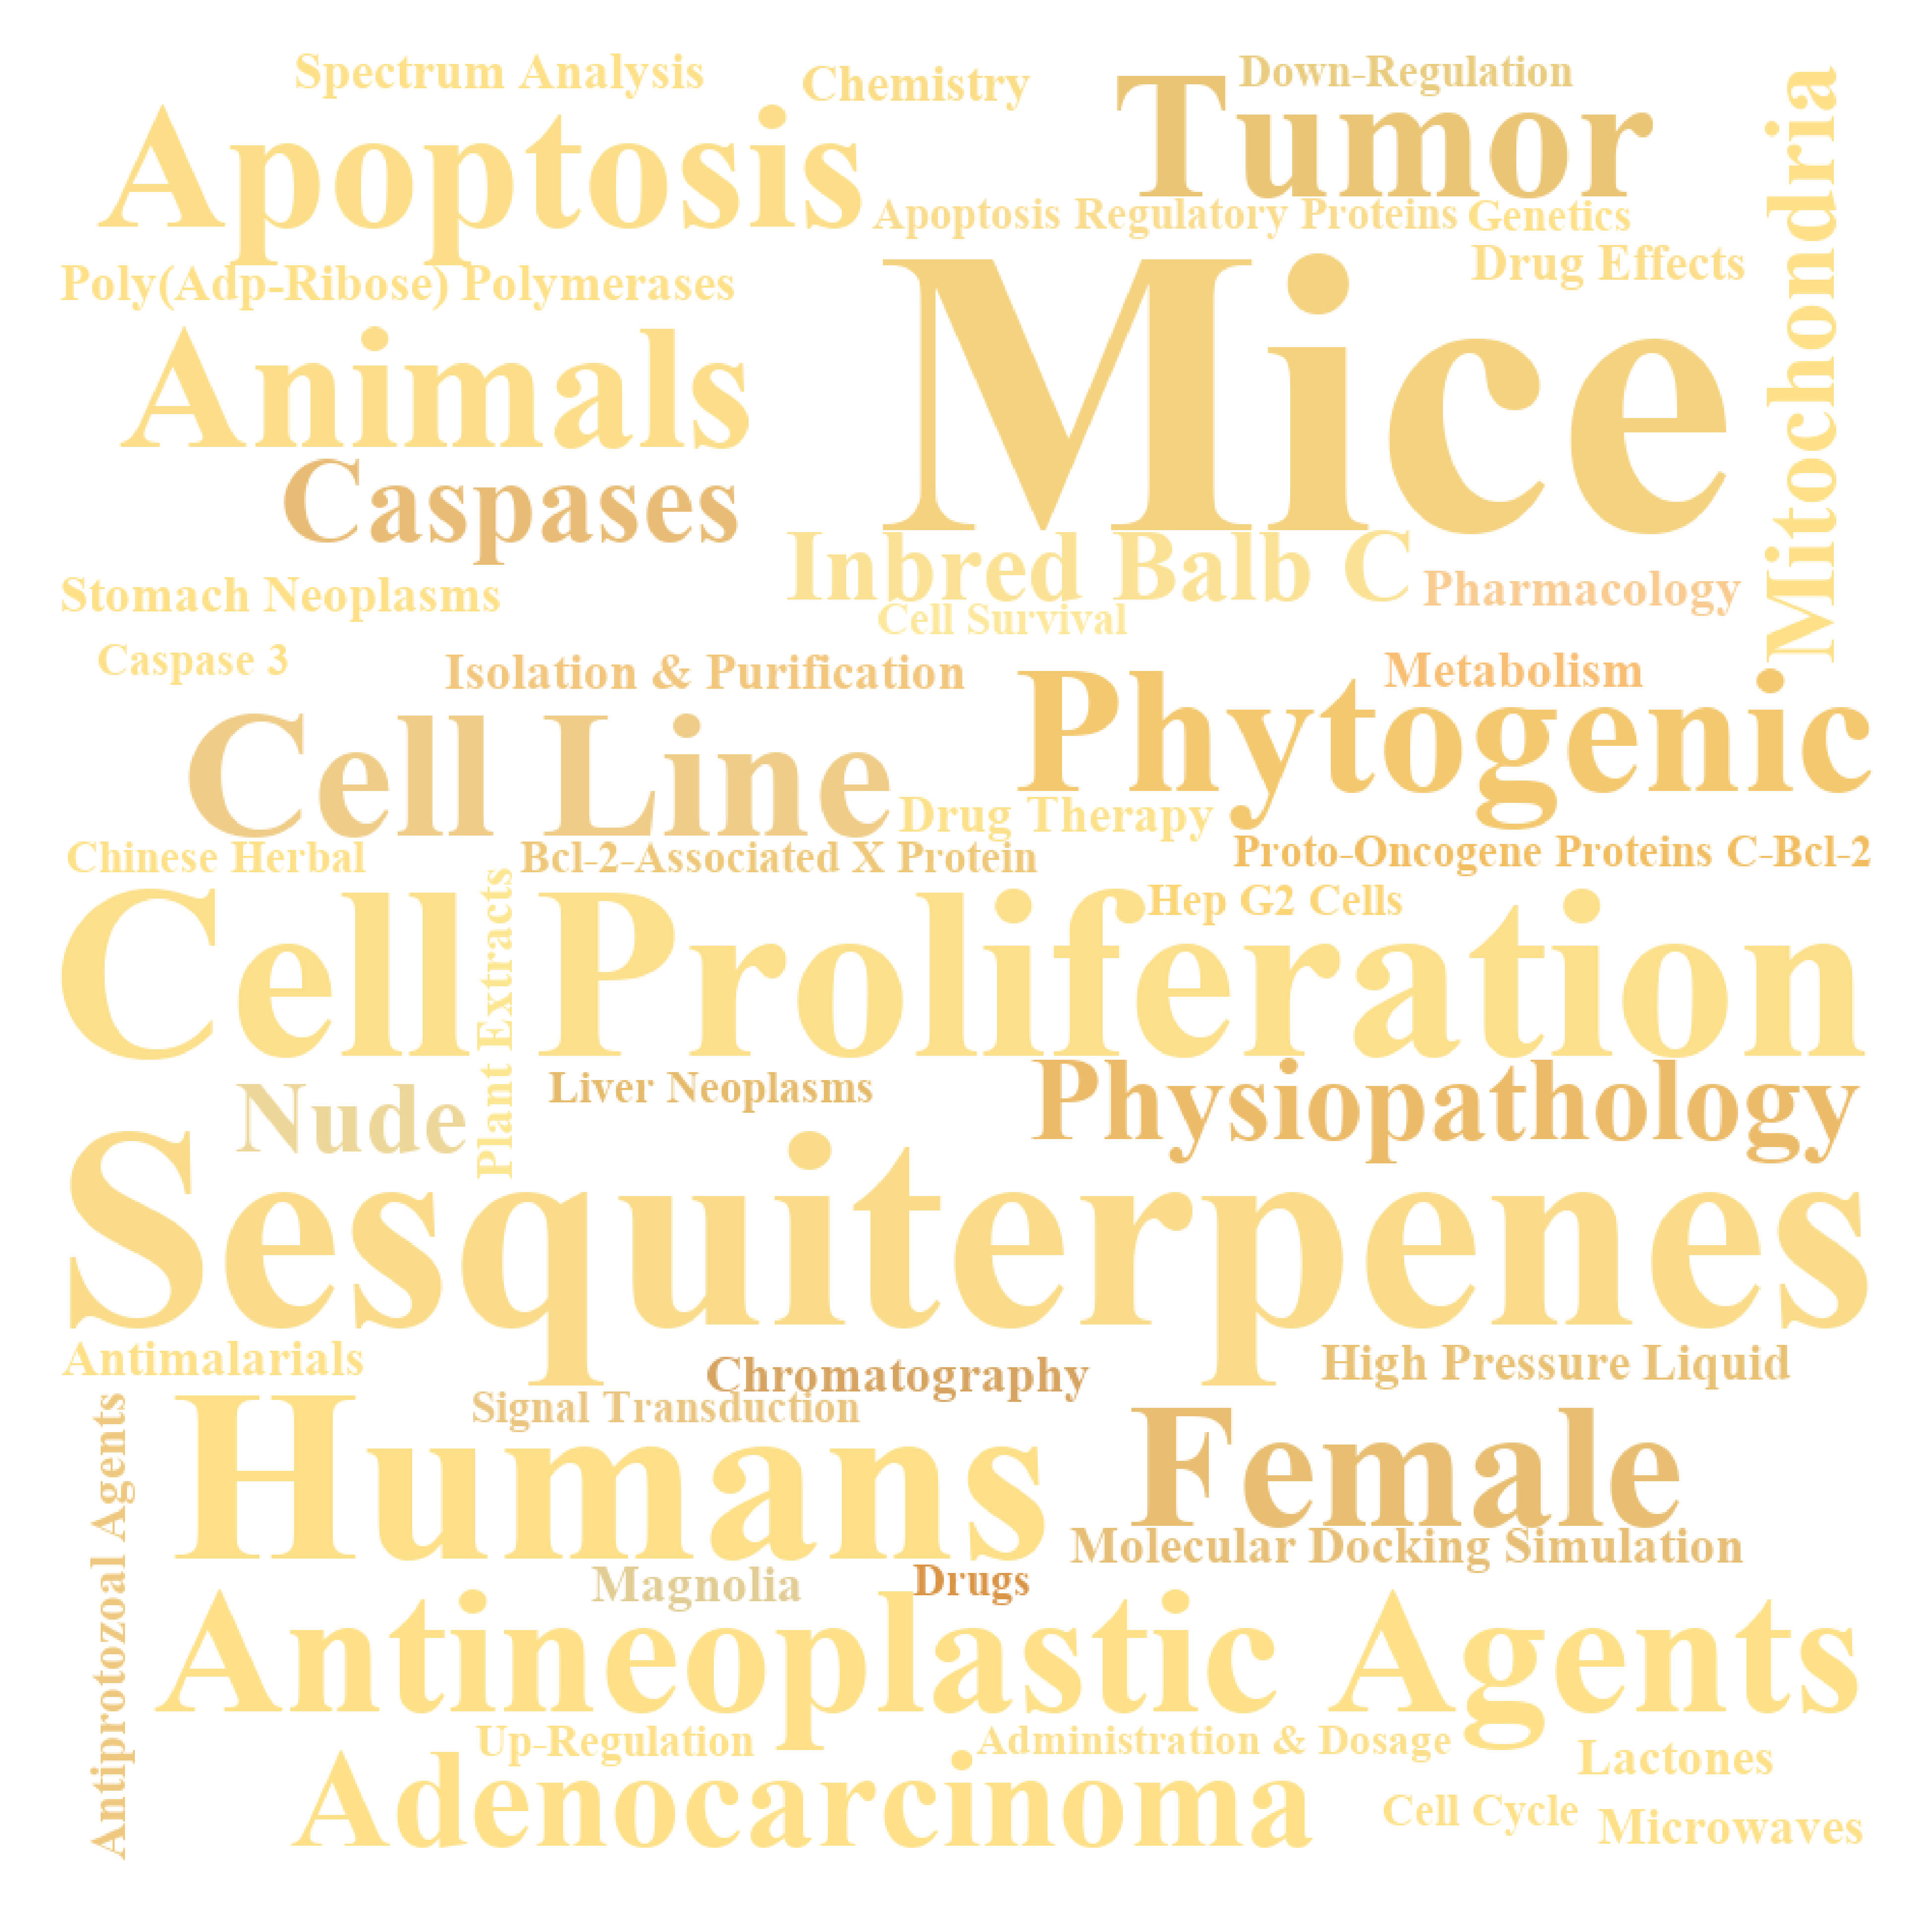 Spectrum Analysis
Chemistry
Down-Regulation
Tumor
Apoptosis
Mitochondria
Apoptosis Regulatory Proteins
Genetics
Drug Effects
Poly(Adp-Ribose) Polymerases
Mice
Animals
Caspases
Inbred Balb C
Pharmacology
Stomach Neoplasms
Cell Survival
Caspase 3
Isolation & Purification
Metabolism
Phytogenic
Cell Line
Drug Therapy
Chinese Herbal
Bcl-2-Associated X Protein
Proto-Oncogene Proteins C-Bcl-2
Hep G2 Cells
Cell Proliferation
Plant Extracts
Nude
Liver Neoplasms
Physiopathology
Sesquiterpenes
Antimalarials
Chromatography
High Pressure Liquid
Signal Transduction
Humans
Female
Antiprotozoal Agents
Molecular Docking Simulation
Magnolia
Drugs
Antineoplastic Agents
Up-Regulation
Administration & Dosage
Lactones
Adenocarcinoma
Cell Cycle
Microwaves